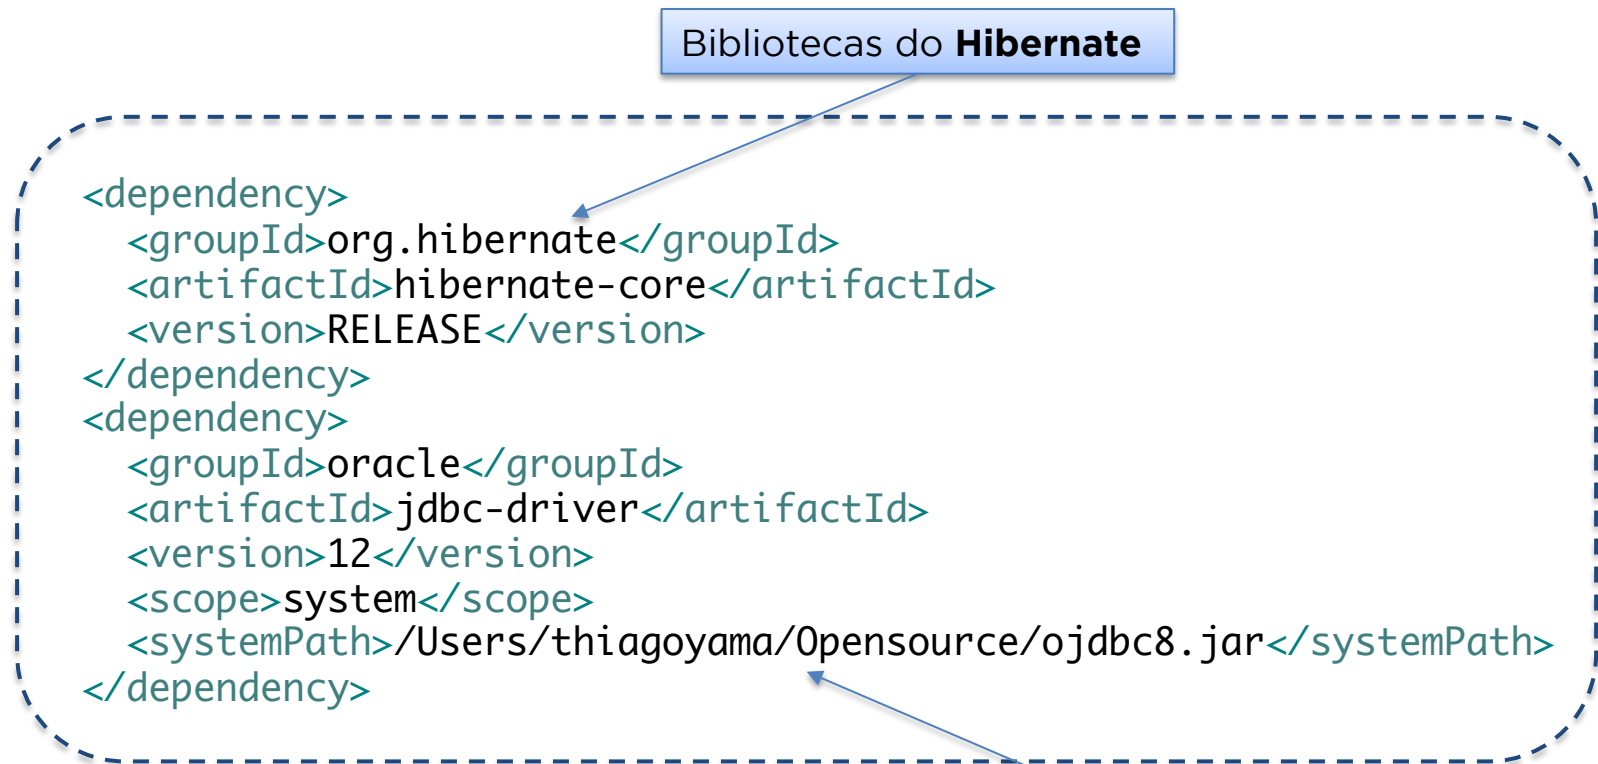 Bibliotecas do Hibernate
<dependency>
<groupId>org.hibernate</groupId>
<artifactId>hibernate-core</artifactId>
<version>RELEASE</version>
</dependency>
<dependency>
<groupId>oracle</groupId>
<artifactId>jdbc-driver</artifactId>
<version>12</version>
<scope>system</scope>
<systemPath>/Users/thiagoyama/Opensource/ojdbc8.jar</systemPath>
</dependency>